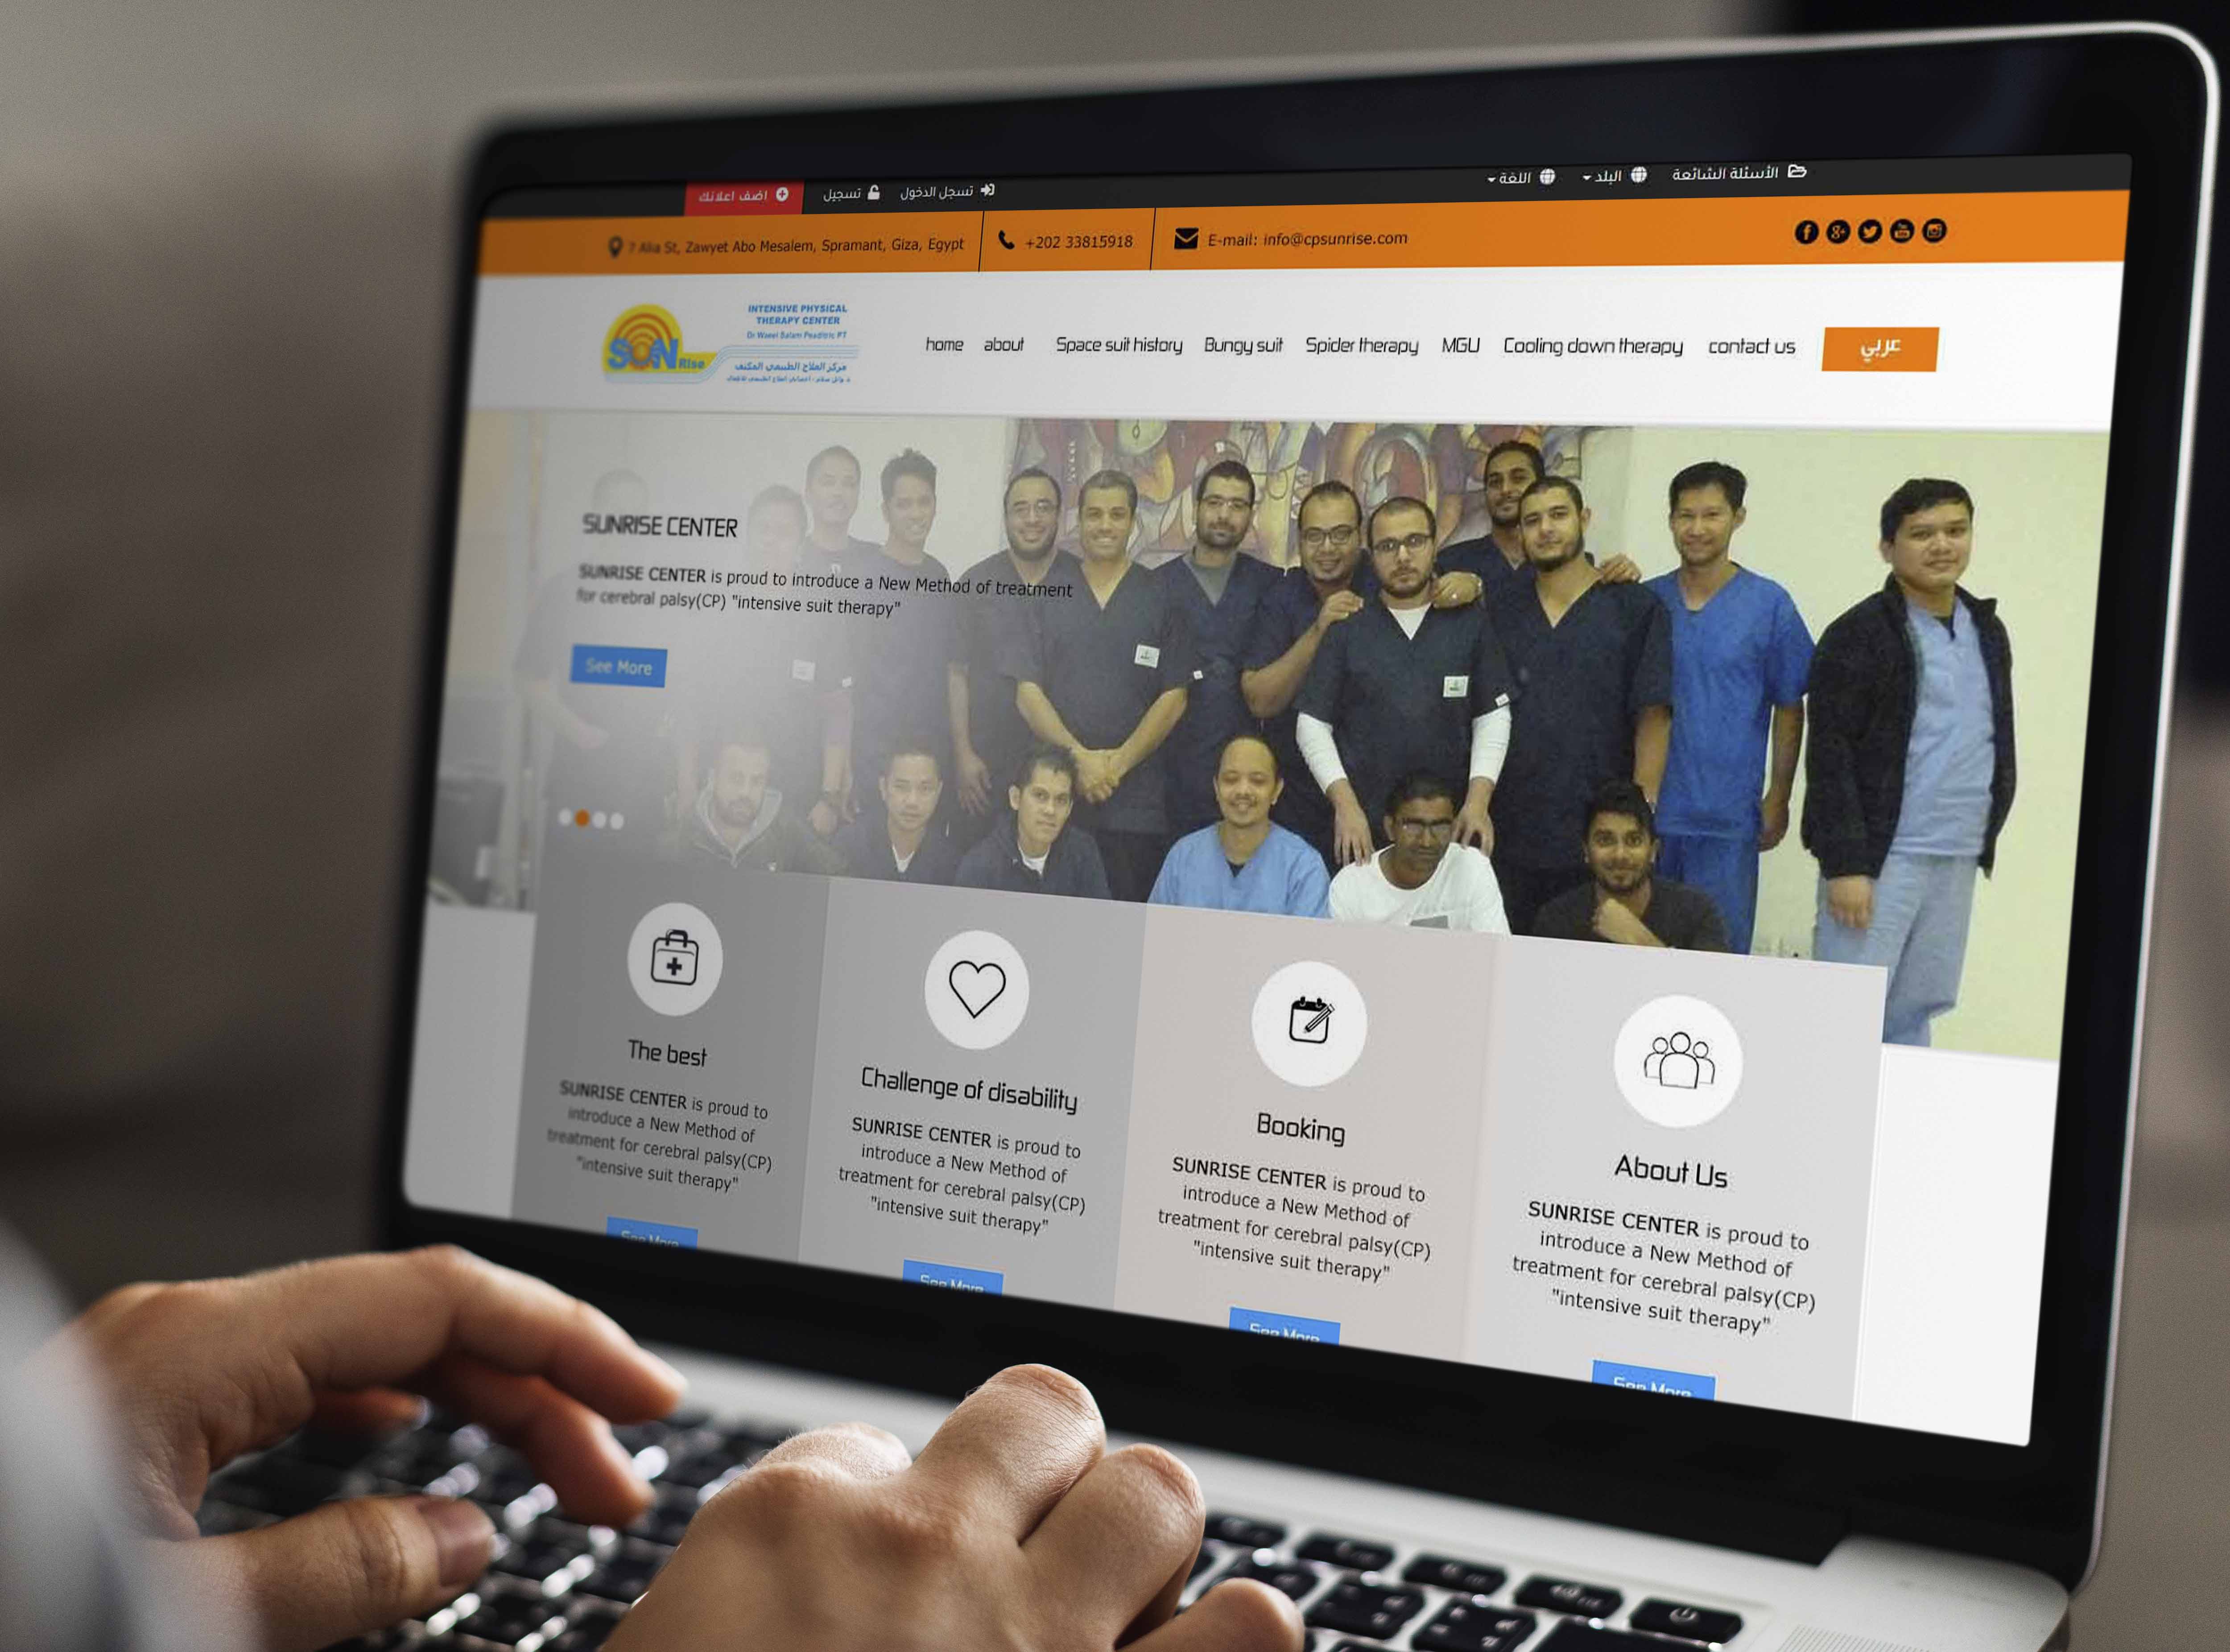 اضف اعلانك
تسجيل
تسجل الدخول
اللغة
البلد
الأسئلة الشائعة
7 Alia St, Zawyet Abo Mesalem, Spramant, Giza, Egypt
+202 33815918
E-mail: info@cpsunrise.com
SUN Rise
INTENSIVE PHYSICAL
THERAPY CENTER
Dr Waeel Salam Peaditric PT
مركز العلاج الطبيعى المكثف
home about Space suit history Bungy suit Spider therapy MGU Cooling down therapy contact us عربي
SUNRISE CENTER
SUNRISE CENTER is proud to introduce a New Method of treatment
for cerebral palsy(CP) "intensive suit therapy"
See More
The best
SUNRISE CENTER is proud to
introduce a New Method of
treatment for cerebral palsy(CP)
"intensive suit therapy"
See More
Challenge of disability
SUNRISE CENTER is proud to
introduce a New Method of
treatment for cerebral palsy(CP)
"intensive suit therapy"
See More
Booking
SUNRISE CENTER is proud to
introduce a New Method of
treatment for cerebral palsy(CP)
"intensive suit therapy"
See More
About Us
SUNRISE CENTER is proud to
introduce a New Method of
treatment for cerebral palsy(CP)
"intensive suit therapy"
See More